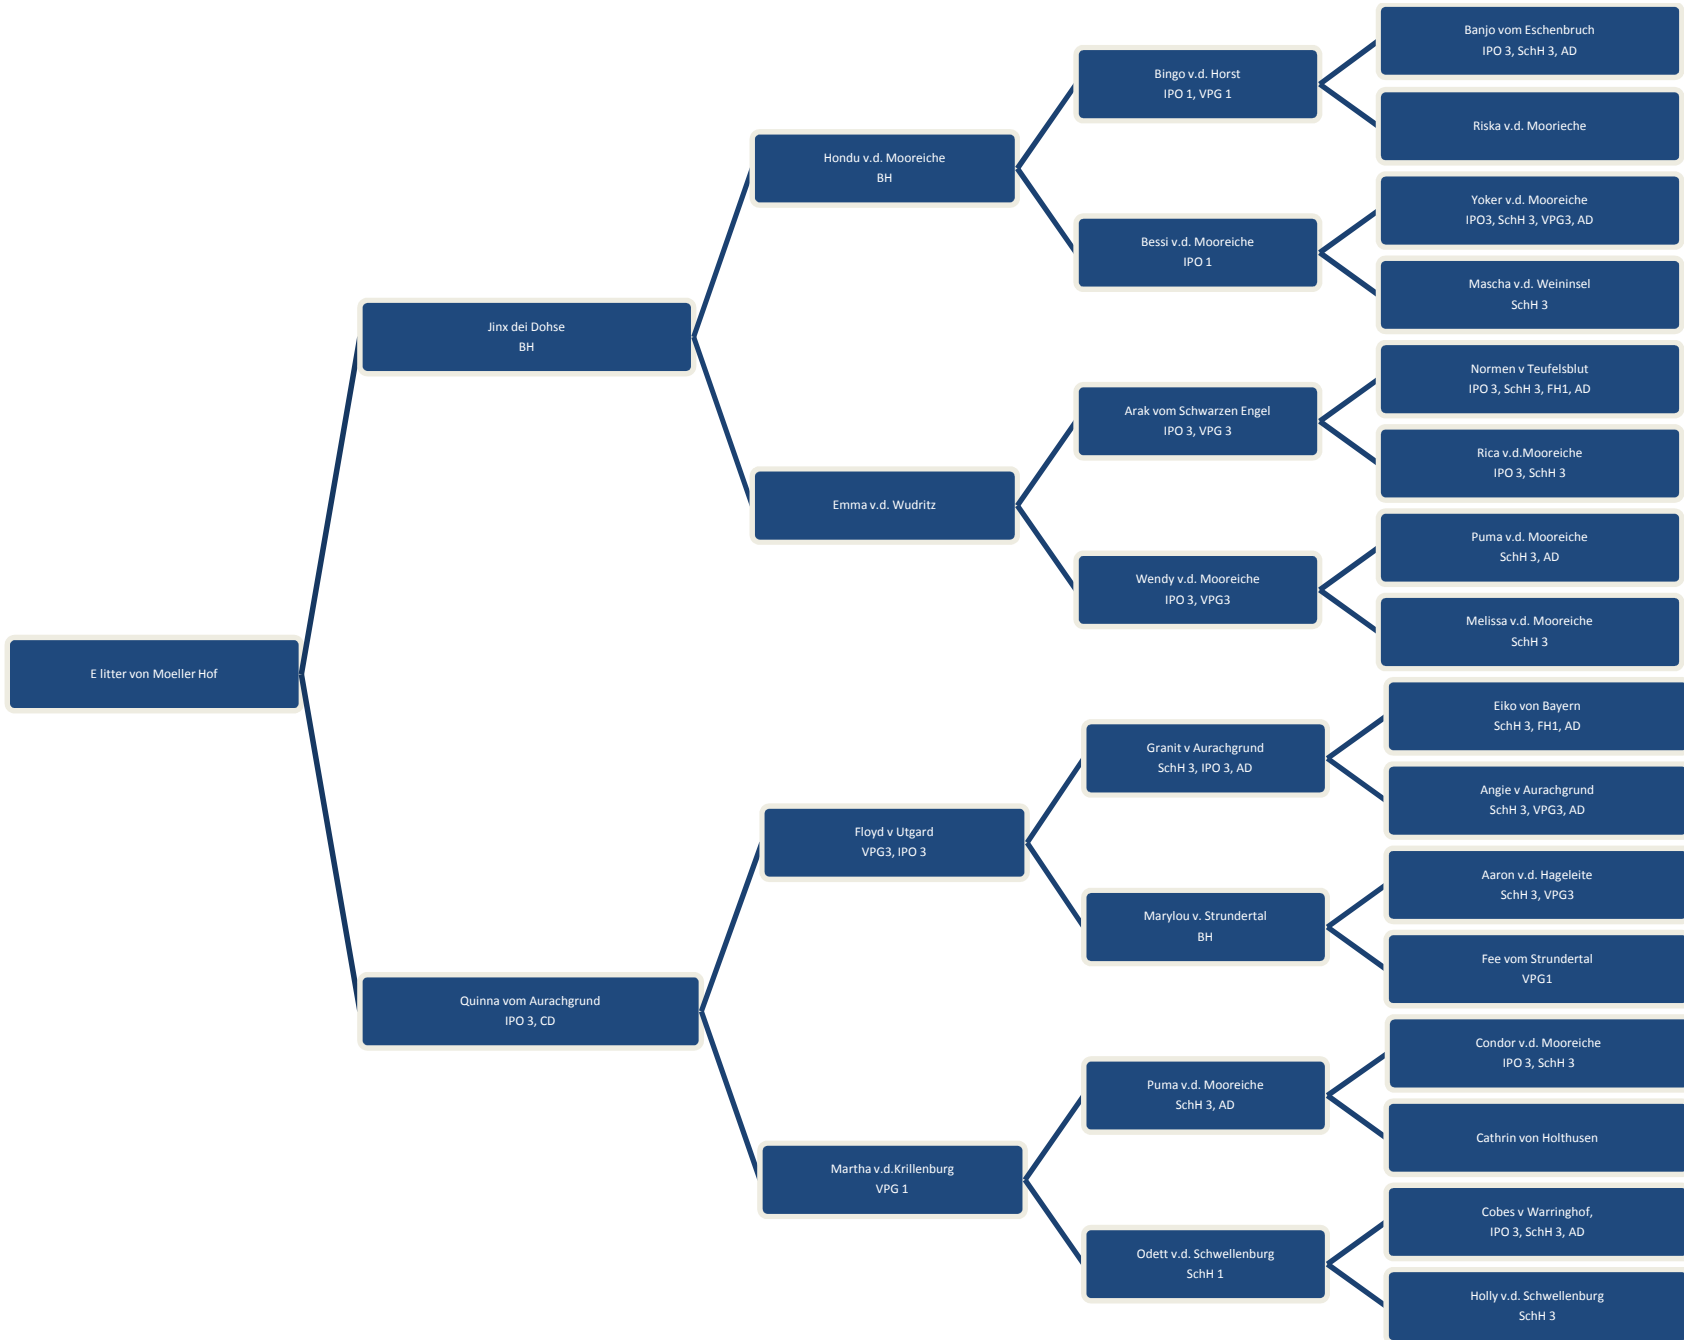 E litter von Moeller Hof
Jinx dei Dohse
BH
Quinna vom Aurachgrund
IPO 3, CD
Hondu v.d. Mooreiche
BH
Emma v.d. Wudritz
Floyd v Utgard
VPG3, IPO 3
Martha v.d.Krillenburg
VPG 1
Bingo v.d. Horst
IPO 1, VPG 1
Bessi v.d. Mooreiche
IPO 1
Arak vom Schwarzen Engel
IPO 3, VPG 3
Wendy v.d. Mooreiche
IPO 3, VPG3
Granit v Aurachgrund
SchH 3, IPO 3, AD
Marylou v. Strundertal
BH
Puma v.d. Mooreiche
SchH 3, AD
Odett v.d. Schwellenburg
SchH 1
Banjo vom Eschenbruch
IPO 3, SchH 3, AD
Riska v.d. Moorieche
Yoker v.d. Mooreiche
IPO3, SchH 3, VPG3, AD
Mascha v.d. Weininsel
SchH 3
Normen v Teufelsblut
IPO 3, SchH 3, FH1, AD
Rica v.d.Mooreiche
IPO 3, SchH 3
Puma v.d. Mooreiche
SchH 3, AD
Melissa v.d. Mooreiche
SchH 3
Eiko von Bayern
SchH 3, FH1, AD
Angie v Aurachgrund
SchH 3, VPG3, AD
Aaron v.d. Hageleite
SchH 3, VPG3
Fee vom Strundertal
VPG1
Condor v.d. Mooreiche
IPO 3, SchH 3
Cathrin von Holthusen
Cobes v Warringhof,
IPO 3, SchH 3, AD
Holly v.d. Schwellenburg
SchH 3